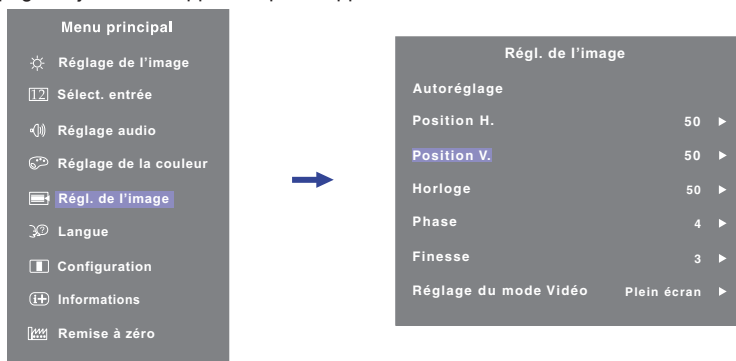 Menu principal
Réglage de l'image
12 Sélect. entrée
Réglage audio
Réglage de la couleur
Régl. de l'image
Langue
Configuration
Informations
Remise à zéro
Régl. de l'image
Autoréglage
Position H. 50
Position V. 50
Horloge 50
Phase 4
Finesse 3
Réglage du mode Vidéo Plein écran